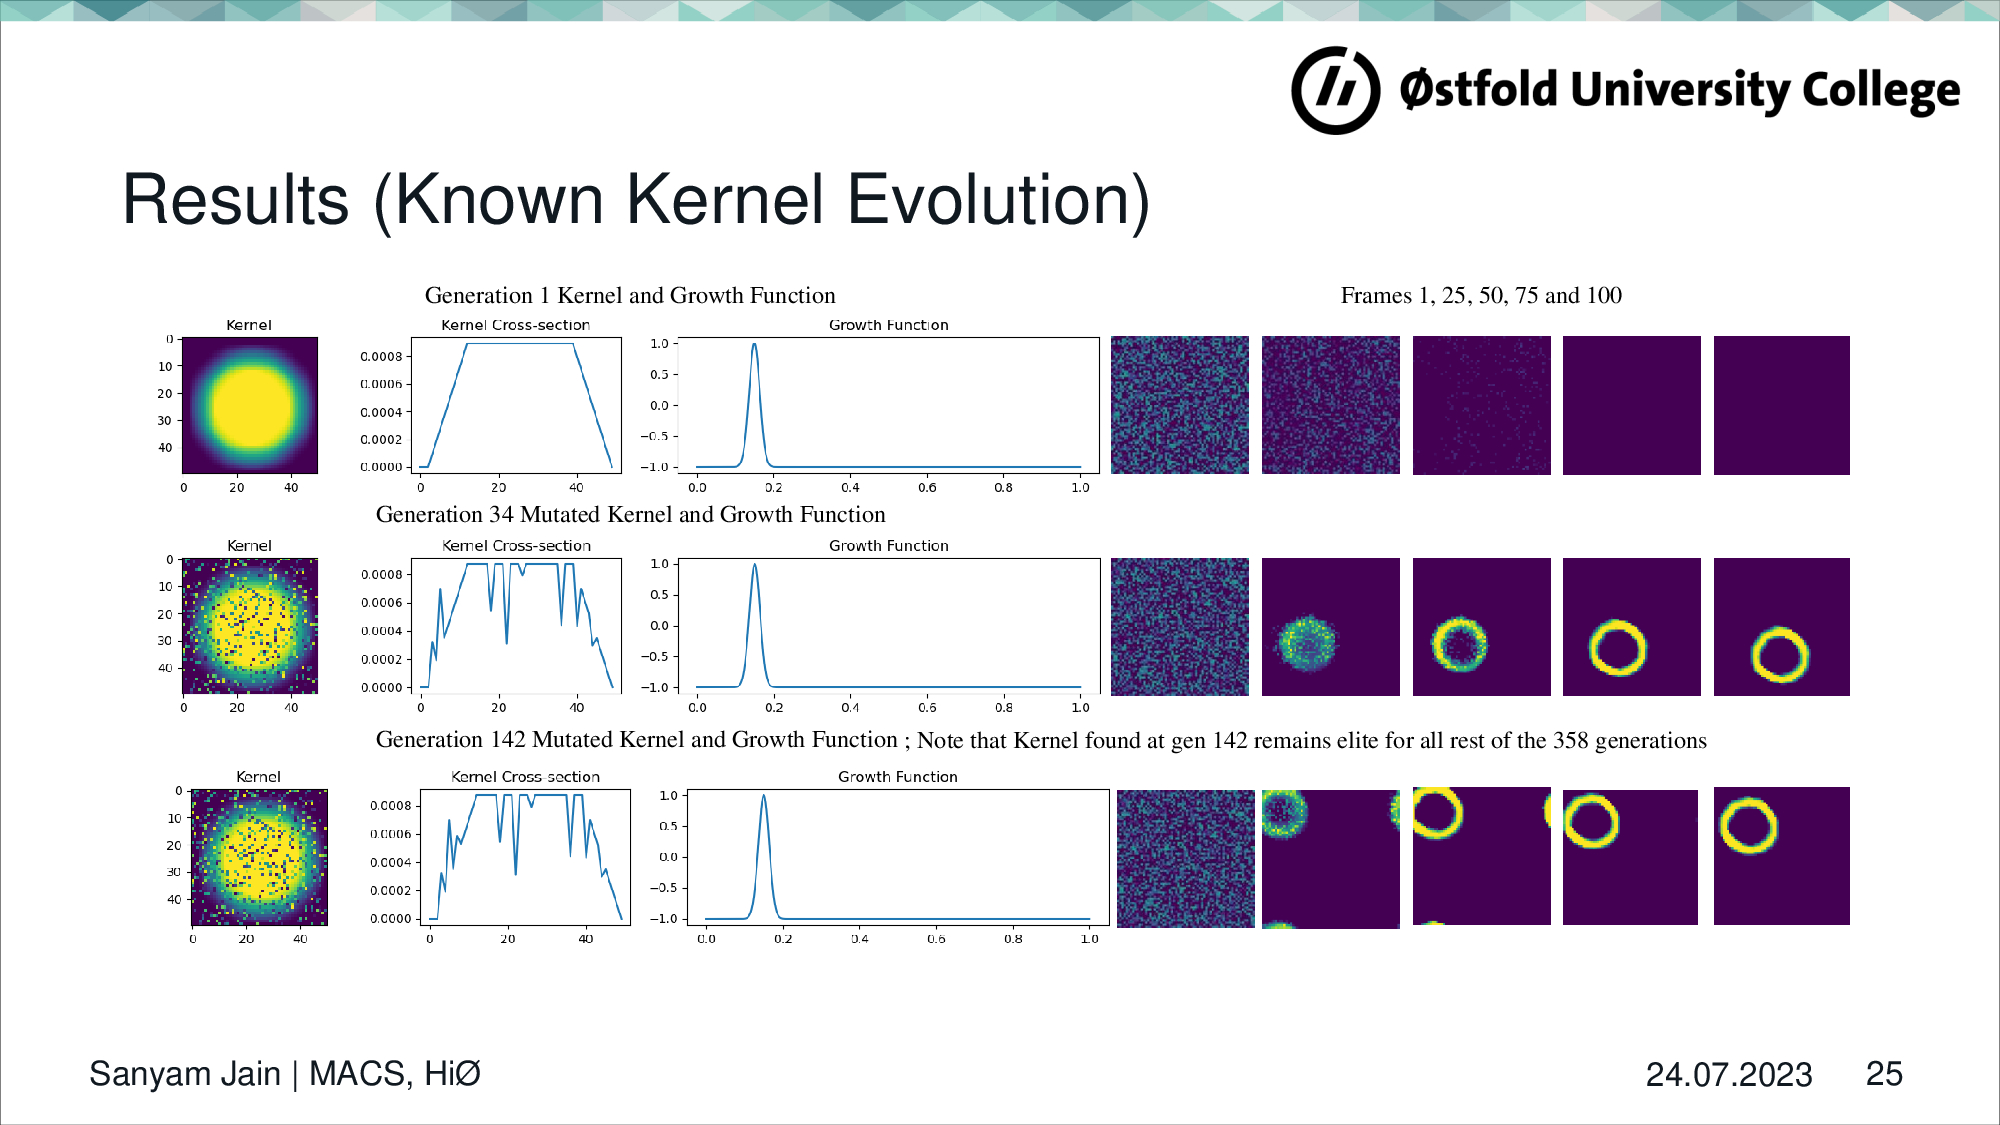 Østfold University College
Results (Known Kernel Evolution)
Generation 1 Kernel and Growth Function
Frames 1, 25, 50, 75 and 100
Kernel
Kernel Cross-section
Growth Function
0
10
20
30
40
0 20 40
0.0008
0.0006
0.0004
0.0002
0.0000
0 20 40
1.0
0.5
0.0
−0.5
−1.0
0.0 0.2 0.4 0.6 0.8 1.0
Generation 34 Mutated Kernel and Growth Function
Kernel
Kernel Cross-section
Growth Function
0
10
20
30
40
0 20 40
0.0008
0.0006
0.0004
0.0002
0.0000
0 20 40
1.0
0.5
0.0
−0.5
−1.0
0.0 0.2 0.4 0.6 0.8 1.0
Generation 142 Mutated Kernel and Growth Function ; Note that Kernel found at gen 142 remains elite for all rest of the 358 generations
Kernel
Kernel Cross-section
Growth Function
0
10
20
30
40
0 20 40
0.0008
0.0006
0.0004
0.0002
0.0000
0 20 40
1.0
0.5
0.0
−0.5
−1.0
0.0 0.2 0.4 0.6 0.8 1.0
Sanyam Jain | MACS, HiØ
24.07.2023
25